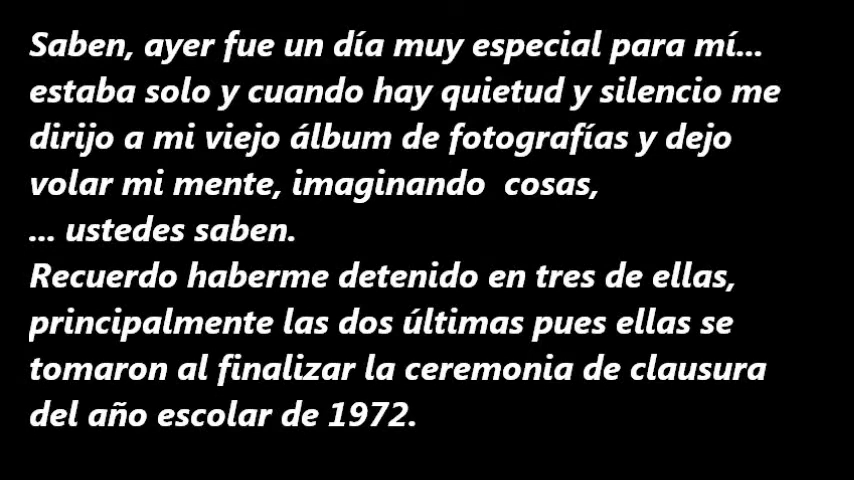 Saben, ayer fue un día muy especial para mí...
estaba solo y cuando hay quietud y silencio me
dirijo a mi viejo álbum de fotografías y dejo
volar mi mente, imaginando  cosas,
... ustedes saben.
Recuerdo haberme detenido en tres de ellas,
principalmente las dos últimas pues ellas se
tomaron al finalizar la ceremonia de clausura
del año escolar de 1972.